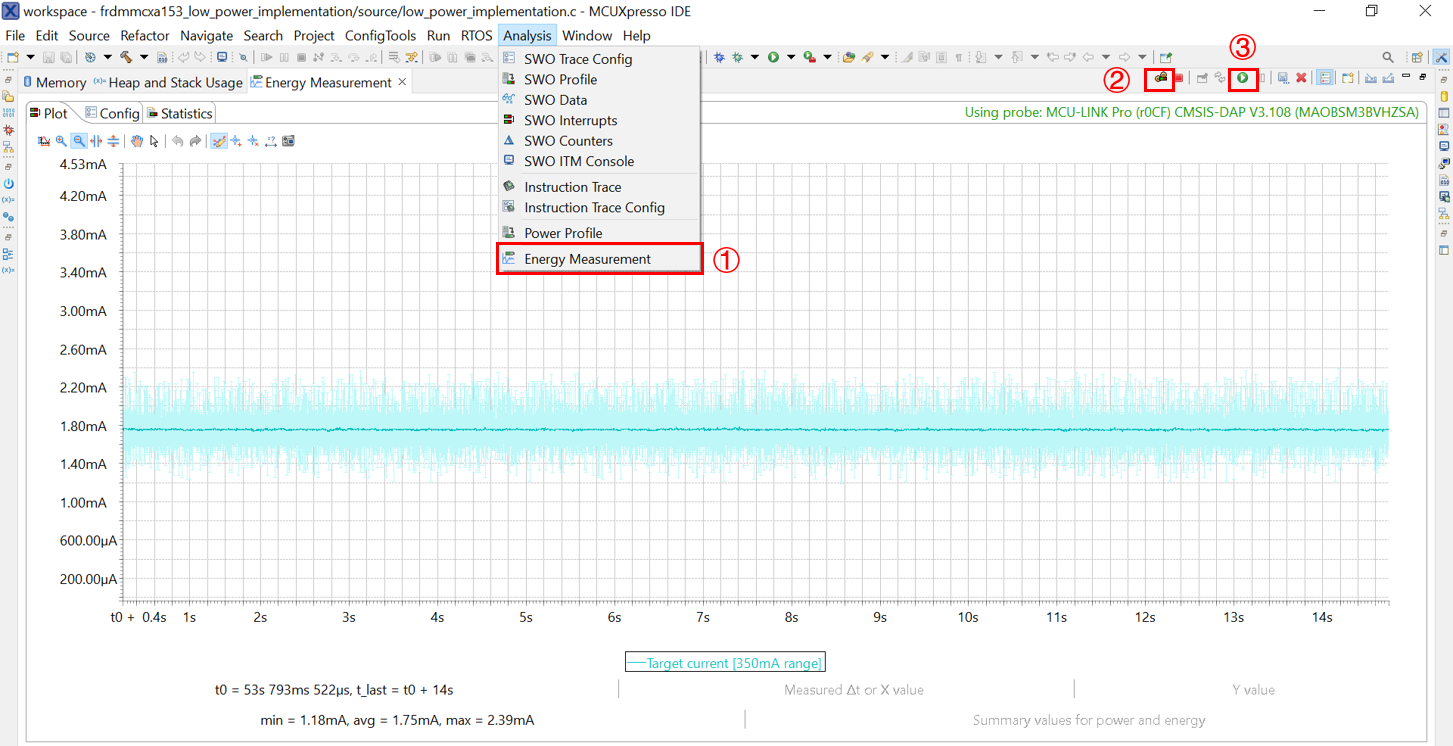 workspace - frdmmcxa153_low_power_implementation/source/low_power_implementation.c - MCUXpresso IDE
File Edit Source Refactor Navigate Search Project ConfigTools Run RTOS Analysis Window Help
SWO Trace Config
SWO Profile
SWO Data
SWO Interrupts
SWO Counters
SWO ITM Console
Instruction Trace
Instruction Trace Config
Power Profile
Energy Measurement
①
②
③
Memory Heap and Stack Usage Energy Measurement
Plot Config Statistics
Using probe: MCU-LINK Pro (r0CF) CMSIS-DAP V3.108 (MAOBSM3BVHZSA)
4.53mA
4.20mA
3.80mA
3.40mA
3.00mA
2.60mA
2.20mA
1.80mA
1.40mA
1.00mA
600.00µA
200.00µA
t0 + 0.4s 1s 2s 3s 4s 5s 6s 7s 8s 9s 10s 11s 12s 13s 14s
Target current [350mA range]
t0 = 53s 793ms 522µs, t_last = t0 + 14s
Measured Δt or X value
Y value
min = 1.18mA, avg = 1.75mA, max = 2.39mA
Summary values for power and energy